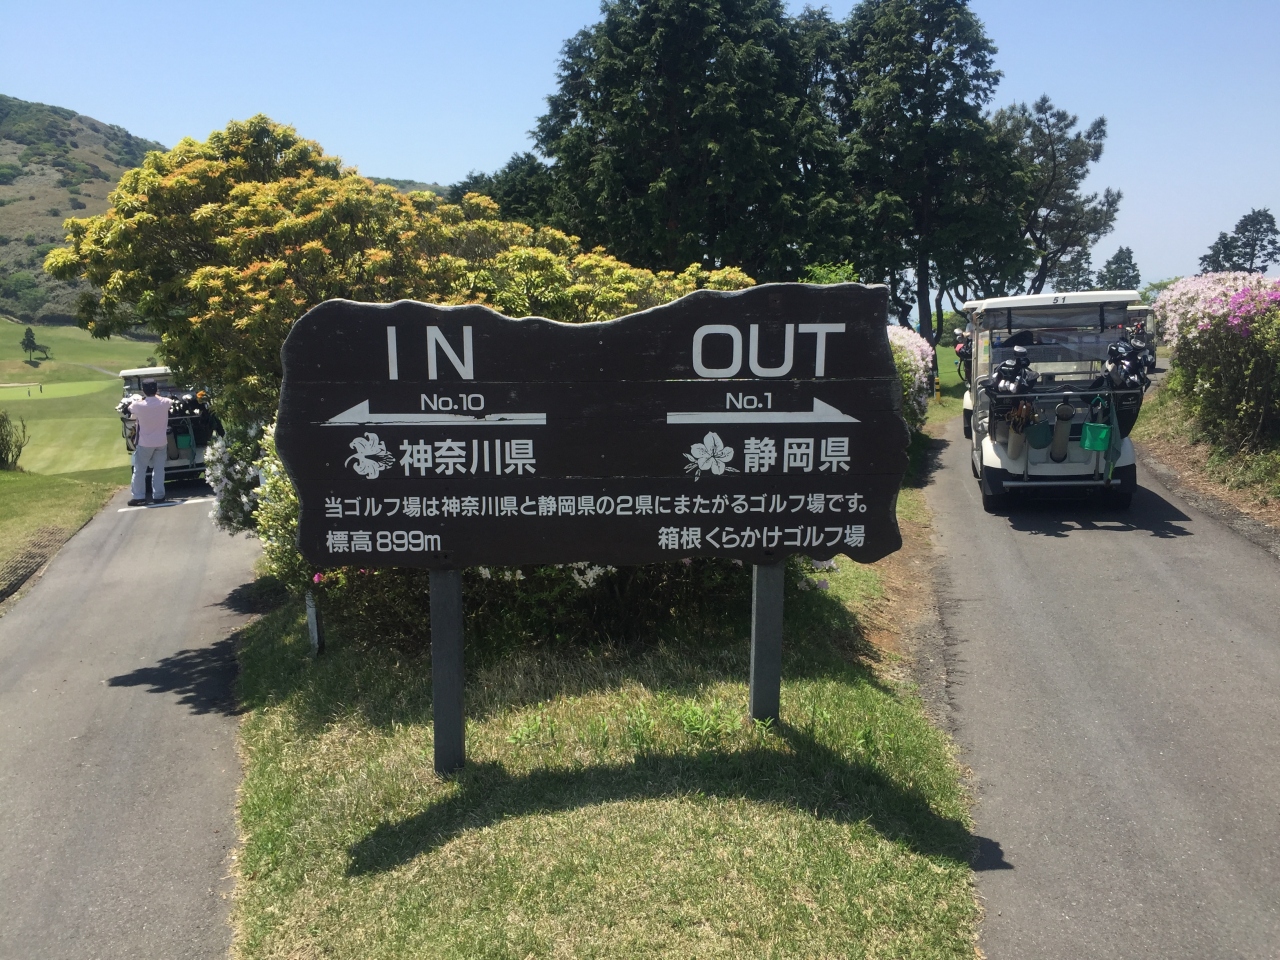 IN
OUT
No.10
No.1
神奈川県
静岡県
当ゴルフ場は神奈川県と静岡県の2県にまたがるゴルフ場です。
標高899m
箱根くらかけゴルフ場
51